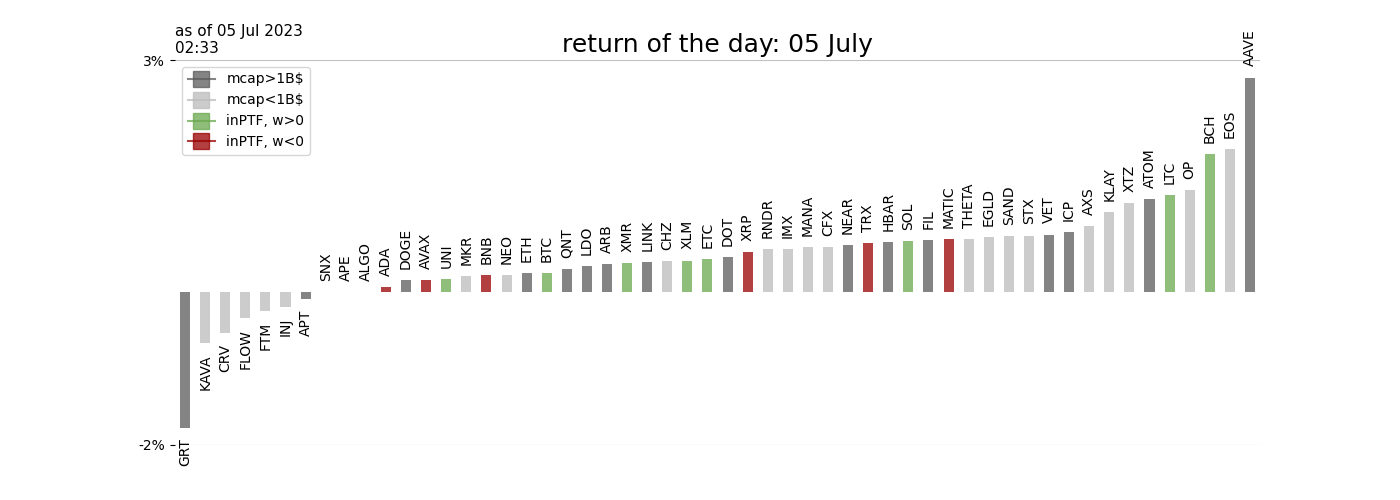 as of 05 Jul 2023
02:33
return of the day: 05 July
3%
mcap>1B$
mcap<1B$
inPTF, w>0
inPTF, w<0
-2%
GRT
KAVA
CRV
FLOW
FTM
INJ
APT
SNX
APE
ALGO
ADA
DOGE
AVAX
UNI
MKR
BNB
NEO
ETH
BTC
QNT
LDO
ARB
XMR
LINK
CHZ
XLM
ETC
DOT
XRP
RNDR
IMX
MANA
CFX
NEAR
TRX
HBAR
SOL
FIL
MATIC
THETA
EGLD
SAND
STX
VET
ICP
AXS
KLAY
XTZ
ATOM
LTC
OP
BCH
EOS
AAVE